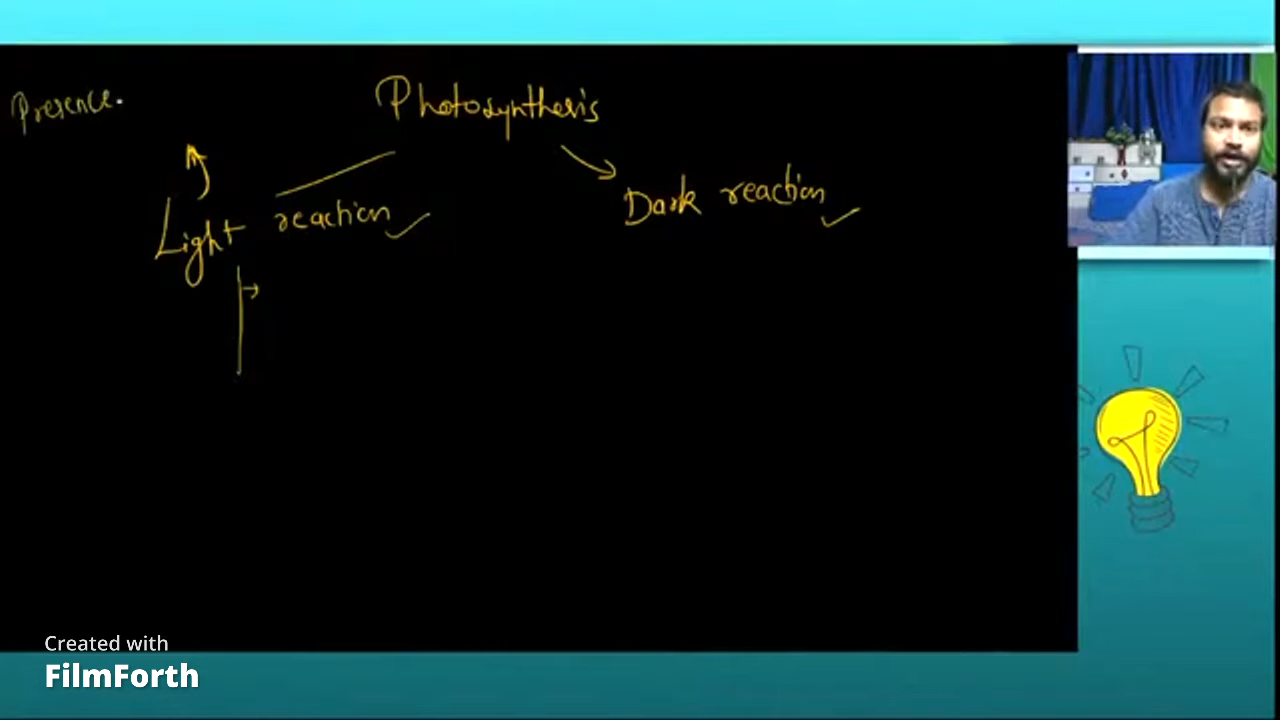 Presence.
Photosynthesis
Light reaction
Dark reaction
Created with
FilmForth